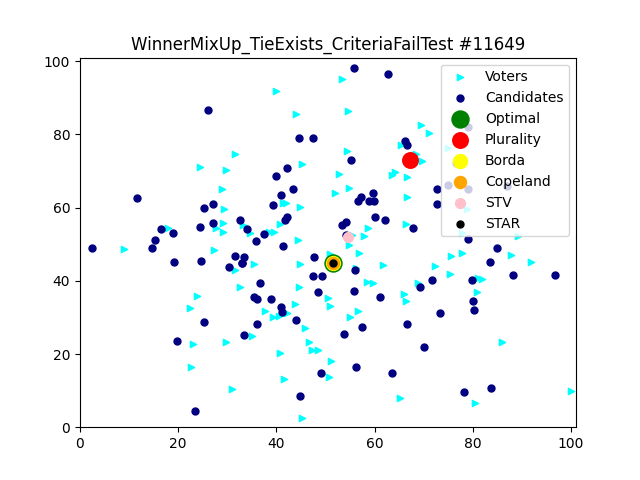 WinnerMixUp_TieExists_CriteriaFailTest #11649
100
80
60
40
20
0
0 20 40 60 80 100
Voters
Candidates
Optimal
Plurality
Borda
Copeland
STV
STAR